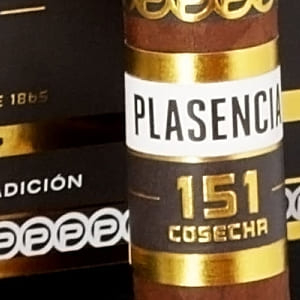 E 1865
ADICIÓN
PLASENCIA
151
COSECHA